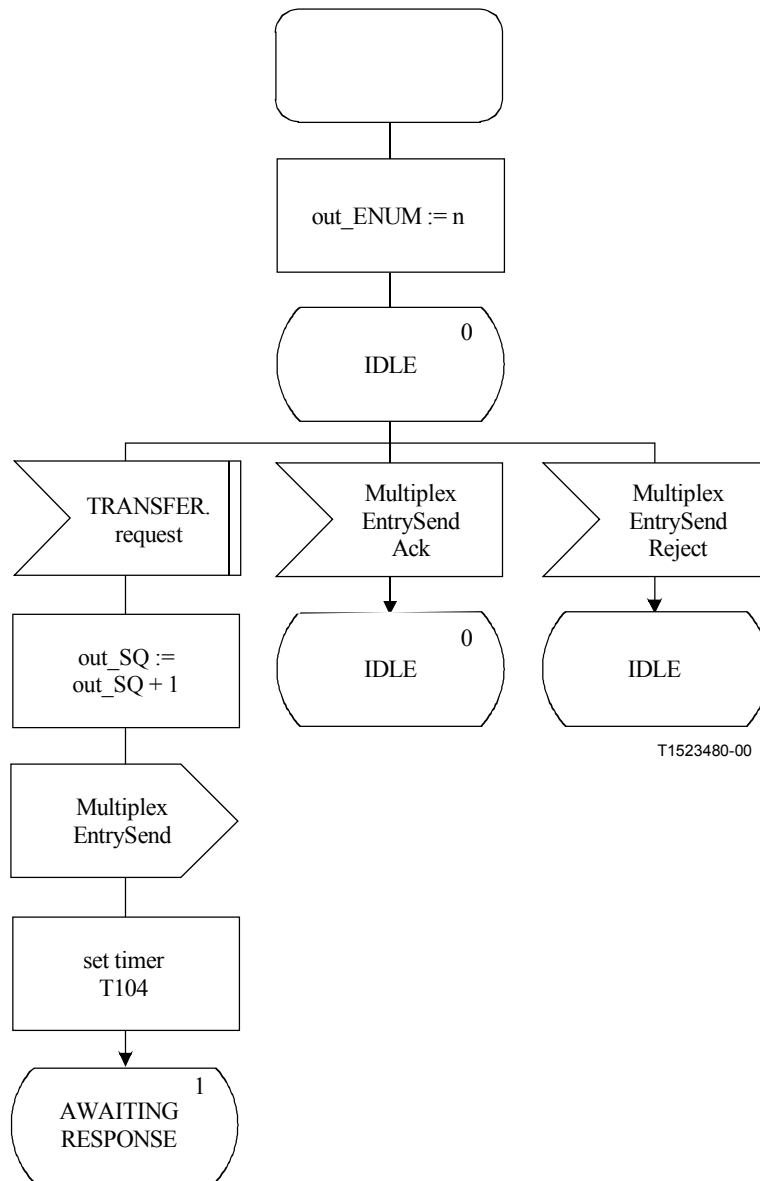 out_ENUM := n
0
IDLE
TRANSFER.
request
Multiplex
EntrySend
Ack
Multiplex
EntrySend
Reject
out_SQ :=
out_SQ + 1
0
IDLE
IDLE
T1523480-00
Multiplex
EntrySend
set timer
T104
1
AWAITING
RESPONSE